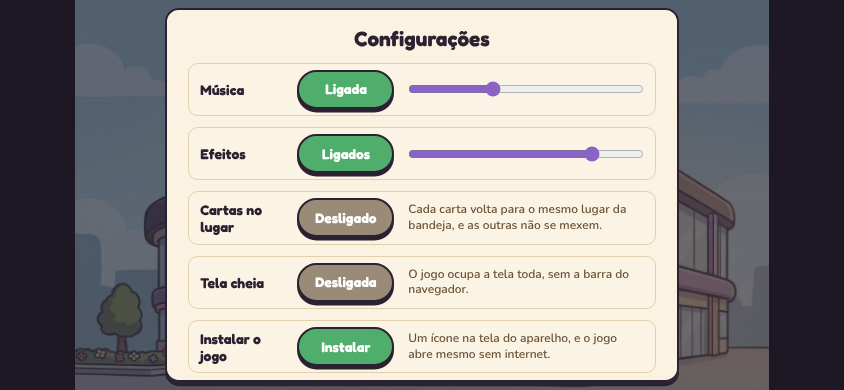 Configurações
Música
Ligada
Efeitos
Ligados
Cartas no
lugar
Desligado
Cada carta volta para o mesmo lugar da
bandeja, e as outras não se mexem.
Tela cheia
Desligada
O jogo ocupa a tela toda, sem a barra do
navegador.
Instalar o
jogo
Instalar
Um ícone na tela do aparelho, e o jogo
abre mesmo sem internet.